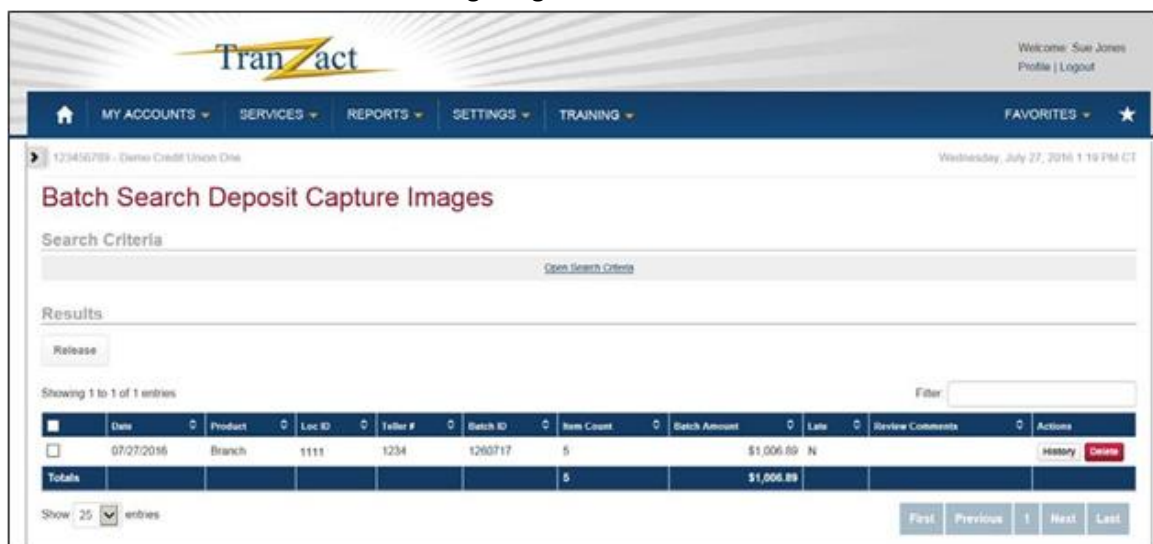 TranZact
Welcome: Sue Jones
Profile | Logout
MY ACCOUNTS SERVICES REPORTS SETTINGS TRAINING FAVORITES
123456789 - Demo Credit Union One Wednesday, July 27, 2016 1:19 PM CT
Batch Search Deposit Capture Images
Search Criteria
Open Search Criteria
Results
Release
Showing 1 to 1 of 1 entries Filter:
Date Product Loc ID Teller # Batch ID Item Count Batch Amount Late Review Comments Actions
07/27/2016 Branch 1111 1234 1260717 5 $1,006.89 N History Delete
Totals 5 $1,006.89
Show 25 entries First Previous 1 Next Last